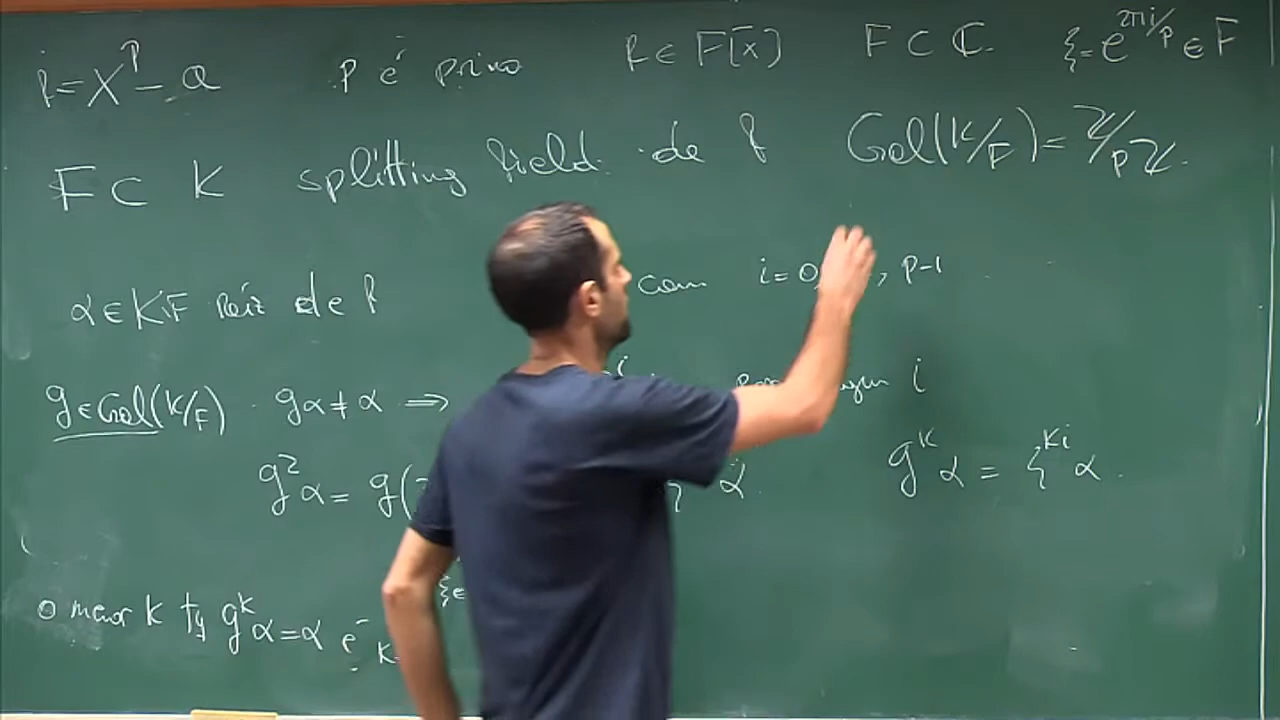 f = X^p - a p é primo f ∈ F[x] F ⊂ ℂ. ξ = e^{2πi/p} ∈ F
F ⊂ K splitting field de f Gal(K/F) = ℤ/pℤ.
α ∈ K\F raiz de f com i = 0, , p-1
g ∈ Gal(K/F) gα ≠ α ⟹ i i
g²α = g( α g^k α = ξ^{ki} α.
ξ ∈
o menor k tq g^k α = α é k